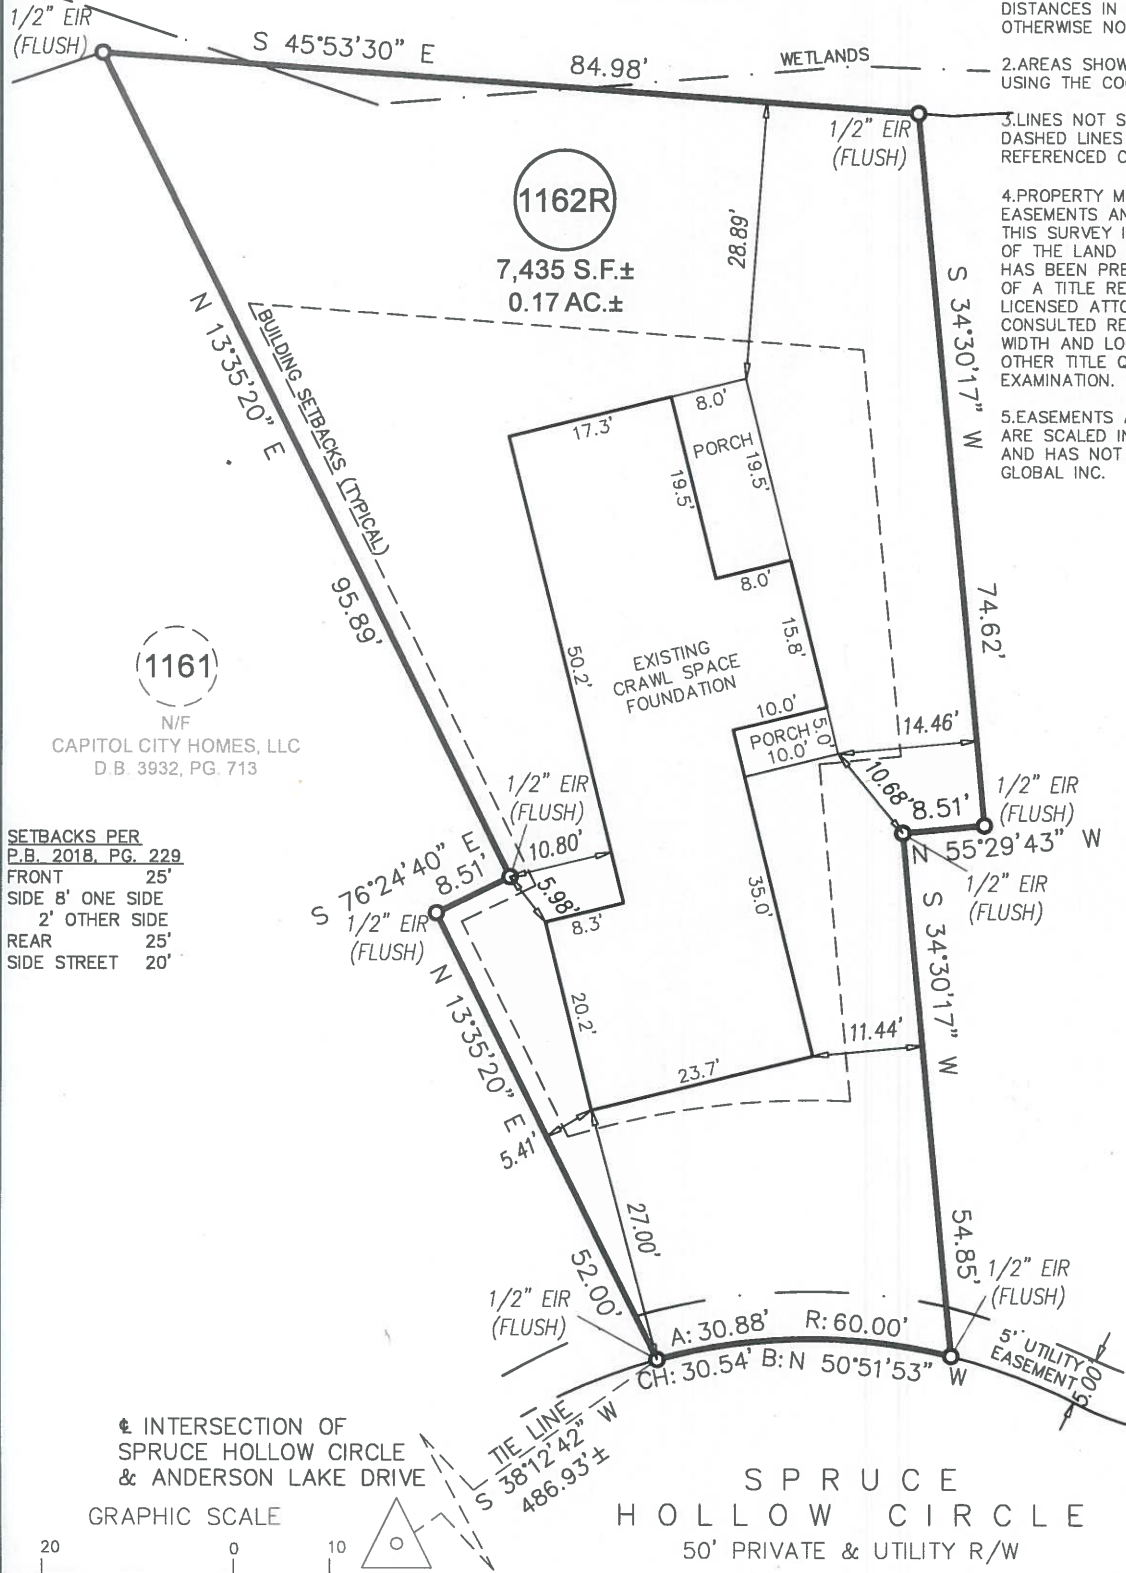 1/2" EIR
(FLUSH)
S 45°53'30" E
84.98'
WETLANDS
1/2" EIR
(FLUSH)
DISTANCES IN
OTHERWISE NO
2.AREAS SHOW
USING THE CO
3.LINES NOT S
DASHED LINES
REFERENCED C
4.PROPERTY M
EASEMENTS AN
THIS SURVEY I
OF THE LAND
HAS BEEN PRE
OF A TITLE RE
LICENSED ATTO
CONSULTED RE
WIDTH AND LO
OTHER TITLE Q
EXAMINATION.
5.EASEMENTS
ARE SCALED IN
AND HAS NOT
GLOBAL INC.
1162R
7,435 S.F.±
0.17 AC.±
28.89'
S 34°30'17" W
74.62'
N 13°35'20" E
95.89'
BUILDING SETBACKS (TYPICAL)
17.3'
8.0'
PORCH
19.5'
19.5'
8.0'
15.8'
50.2'
EXISTING
CRAWL SPACE
FOUNDATION
10.0'
PORCH
10.0'
5.0'
14.46'
10.68'
8.51'
N 55°29'43" W
1/2" EIR
(FLUSH)
1/2" EIR
(FLUSH)
1161
N/F
CAPITOL CITY HOMES, LLC
D.B. 3932, PG. 713
SETBACKS PER
P.B. 2018, PG. 229
FRONT 25'
SIDE 8' ONE SIDE
2' OTHER SIDE
REAR 25'
SIDE STREET 20'
1/2" EIR
(FLUSH)
10.80'
S 76°24'40" E
8.51'
5.98'
8.3'
1/2" EIR
(FLUSH)
N 13°35'20" E
52.00'
20.2'
35.0'
23.7'
11.44'
S 34°30'17" W
54.85'
5.41'
27.00'
1/2" EIR
(FLUSH)
1/2" EIR
(FLUSH)
A: 30.88' R: 60.00'
CH: 30.54' B: N 50°51'53" W
5' UTILITY
EASEMENT
5.00'
TIE LINE
S 38°12'42" W
486.93'±
℄ INTERSECTION OF
SPRUCE HOLLOW CIRCLE
& ANDERSON LAKE DRIVE
GRAPHIC SCALE
20 0 10
SPRUCE
HOLLOW CIRCLE
50' PRIVATE & UTILITY R/W